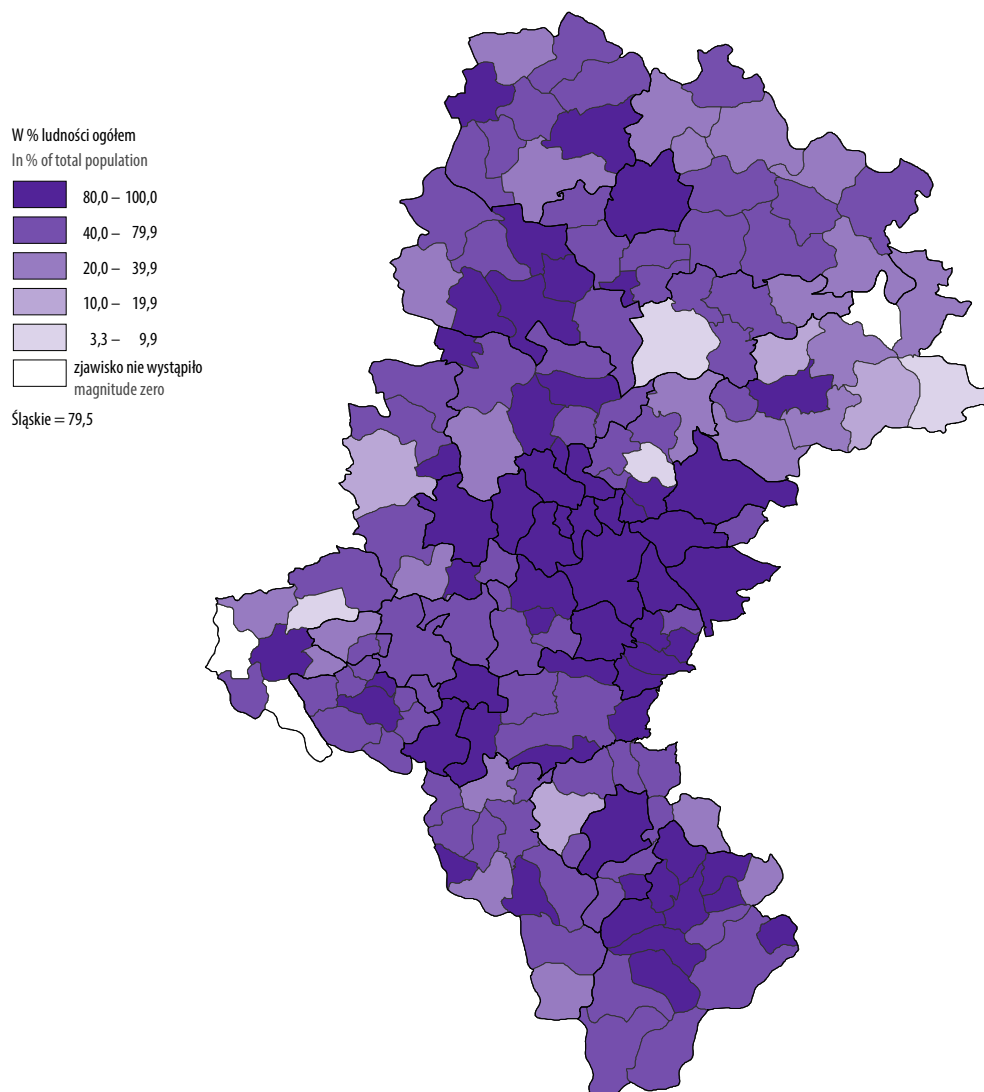 W % ludności ogółem
In % of total population
80,0 – 100,0
40,0 – 79,9
20,0 – 39,9
10,0 – 19,9
3,3 – 9,9
zjawisko nie wystąpiło
magnitude zero
Śląskie = 79,5